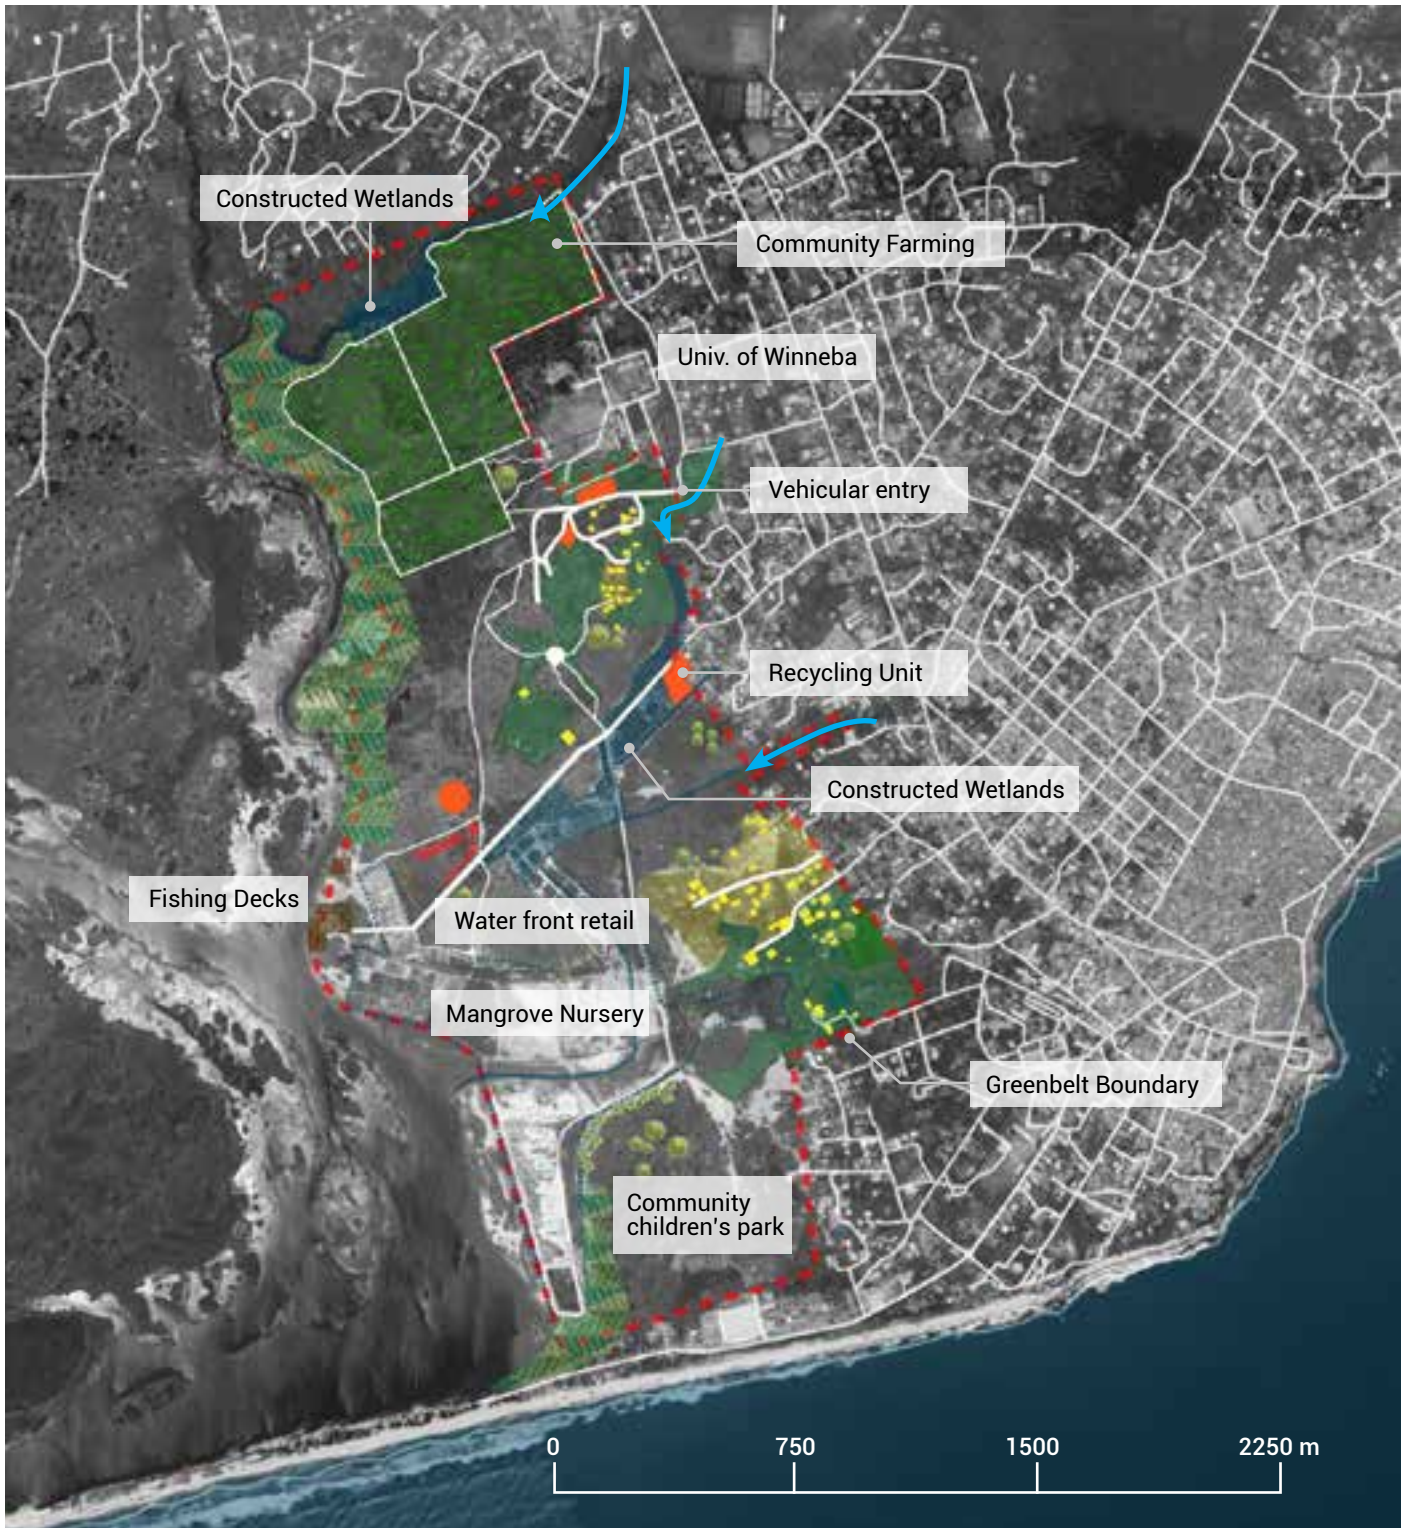 Constructed Wetlands
Community Farming
Univ. of Winneba
Vehicular entry
Recycling Unit
Constructed Wetlands
Fishing Decks
Water front retail
Mangrove Nursery
Greenbelt Boundary
Community
children's park
0 750 1500 2250 m